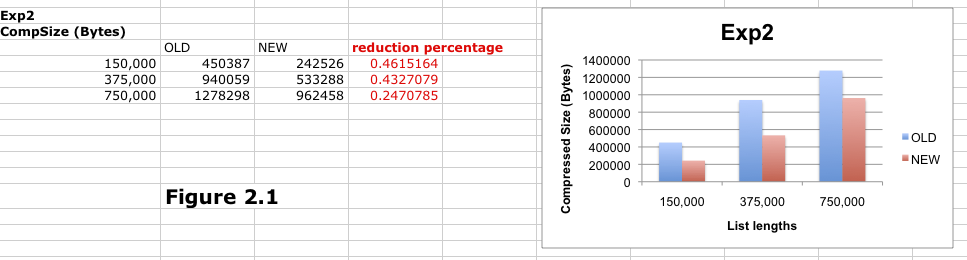 Exp2
CompSize (Bytes)
OLD NEW reduction percentage
150,000 450387 242526 0.4615164
375,000 940059 533288 0.4327079
750,000 1278298 962458 0.2470785
Figure 2.1
Exp2
Compressed Size (Bytes)
1400000
1200000
1000000
800000
600000
400000
200000
0
150,000 375,000 750,000
List lengths
OLD
NEW